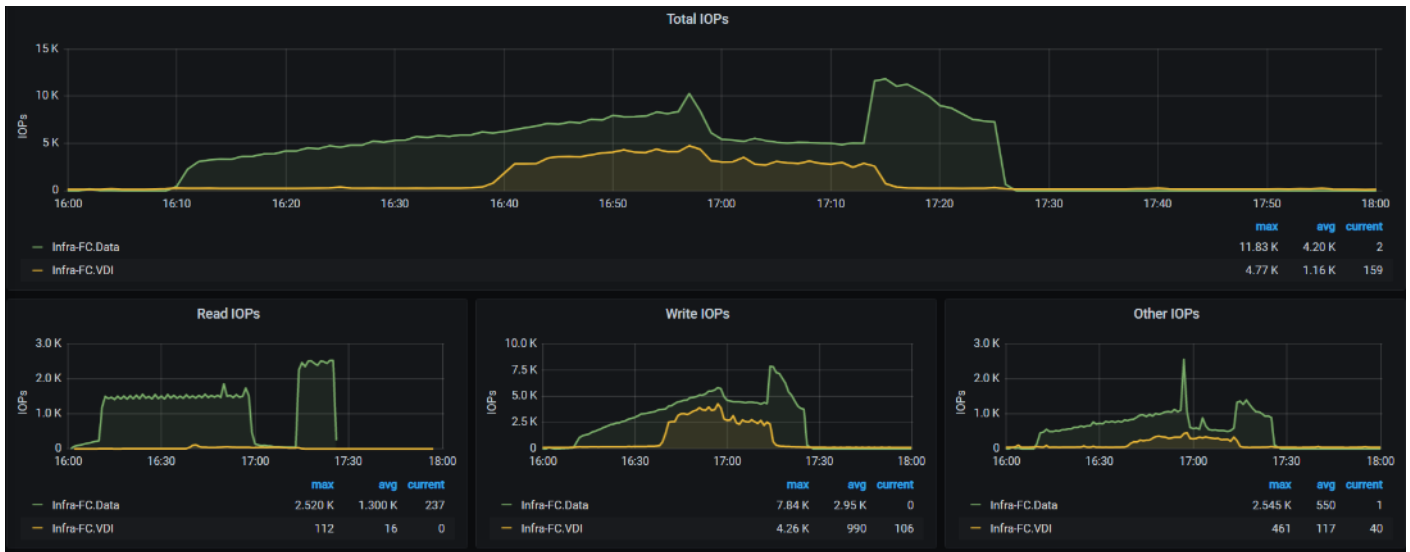 Total IOPs
15 K
10 K
5 K
0
IOPs
16:00 16:10 16:20 16:30 16:40 16:50 17:00 17:10 17:20 17:30 17:40 17:50 18:00
max avg current
Infra-FC.Data 11.83 K 4.20 K 2
Infra-FC.VDI 4.77 K 1.16 K 159
Read IOPs
3.0 K
2.0 K
1.0 K
0
IOPs
16:00 16:30 17:00 17:30 18:00
max avg current
Infra-FC.Data 2.520 K 1.300 K 237
Infra-FC.VDI 112 16 0
Write IOPs
10.0 K
7.5 K
5.0 K
2.5 K
0
IOPs
16:00 16:30 17:00 17:30 18:00
max avg current
Infra-FC.Data 7.84 K 2.95 K 0
Infra-FC.VDI 4.26 K 990 106
Other IOPs
3.0 K
2.0 K
1.0 K
0
IOPs
16:00 16:30 17:00 17:30 18:00
max avg current
Infra-FC.Data 2.545 K 550 1
Infra-FC.VDI 461 117 40